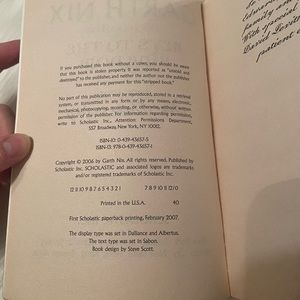 If you purchased this book without a cover, you should be aware
that this book is stolen property. It was reported as "unsold and
destroyed" to the publisher, and neither the author nor the publisher
has received any payment for this "stripped book."
No part of this publication may be reproduced, stored in a retrieval
system, or transmitted in any form or by any means, electronic,
mechanical, photocopying, recording, or otherwise, without written
permission of the publisher. For information regarding permission,
write to Scholastic Inc., Attention: Permissions Department,
557 Broadway, New York, NY 10012.
ISBN-10: 0-439-43657-5
ISBN-13: 978-0-439-43657-1
Copyright © 2006 by Garth Nix. All rights reserved. Published by
Scholastic Inc. SCHOLASTIC and associated logos are trademarks
and/or registered trademarks of Scholastic Inc.
12 11 10 9 8 7 6 5 4 3 2 1 7 8 9 10 11 12/0
Printed in the U.S.A. 40
First Scholastic paperback printing, February 2007.
The display type was set in Dalliance and Albertus.
The text type was set in Sabon.
Book design by Steve Scott.
family and
With special
David Levi
patient